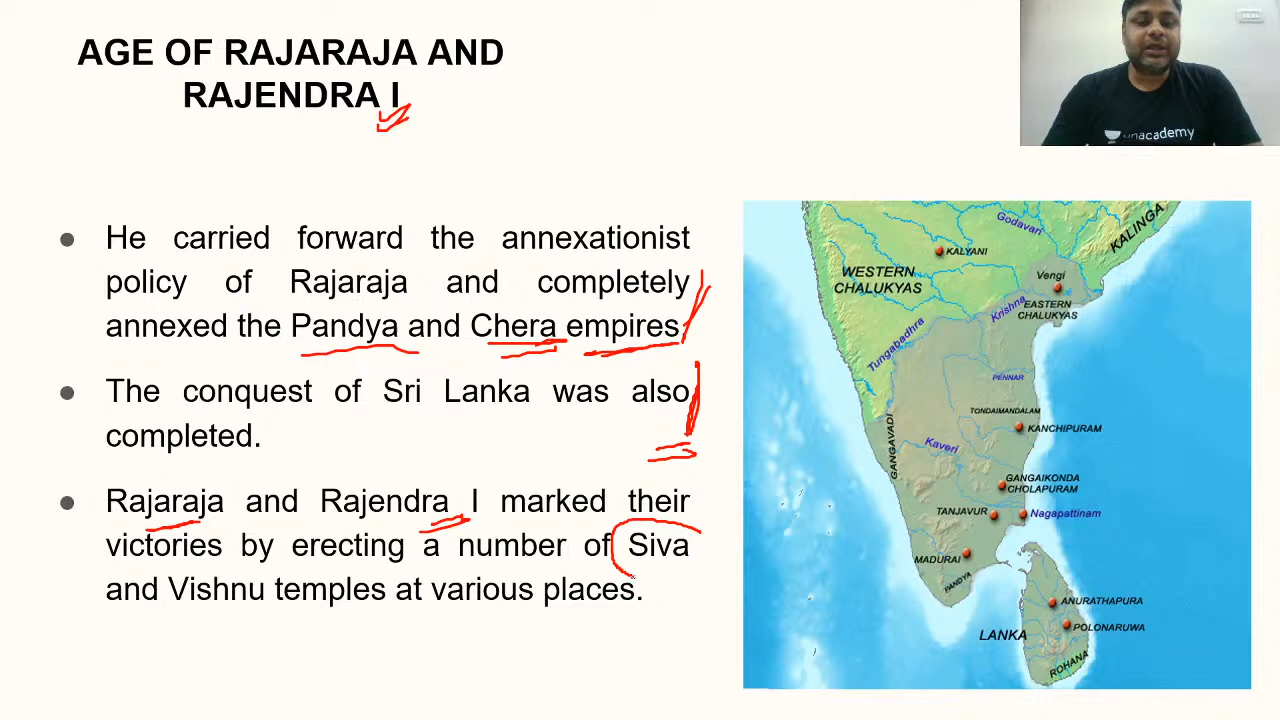 AGE OF RAJARAJA AND
RAJENDRA I
unacademy
● He carried forward the annexationist
policy of Rajaraja and completely
annexed the Pandya and Chera empires.
● The conquest of Sri Lanka was also
completed.
● Rajaraja and Rajendra I marked their
victories by erecting a number of Siva
and Vishnu temples at various places.
Godavari
KALINGA
KALYANI
WESTERN
CHALUKYAS
Vengi
EASTERN
CHALUKYAS
Krishna
Tungabadhra
PENNAR
TONDAIMANDALAM
KANCHIPURAM
GANGAVADI
Kaveri
GANGAIKONDA
CHOLAPURAM
TANJAVUR
Nagapattinam
MADURAI
PANDYA
ANURATHAPURA
POLONARUWA
LANKA
ROHANA